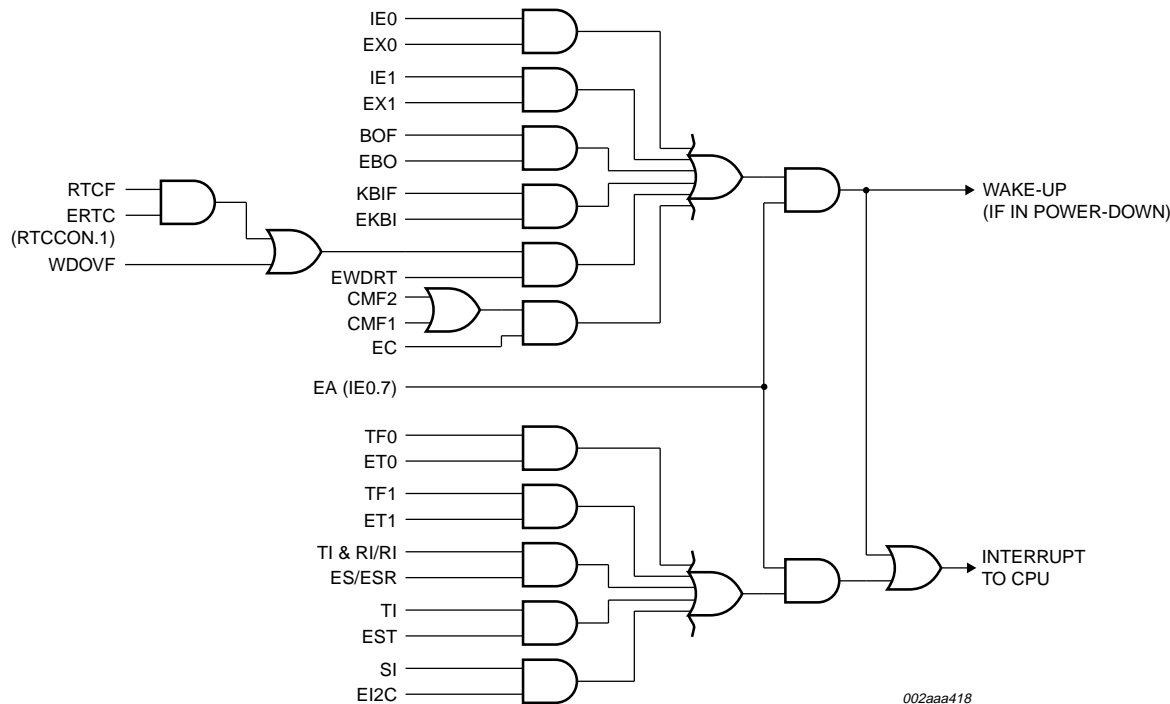 IE0
EX0
IE1
EX1
BOF
EBO
KBIF
EKBI
RTCF
ERTC
(RTCCON.1)
WDOVF
EWDRT
CMF2
CMF1
EC
WAKE-UP
(IF IN POWER-DOWN)
EA (IE0.7)
TF0
ET0
TF1
ET1
TI & RI/RI
ES/ESR
TI
EST
SI
EI2C
INTERRUPT
TO CPU
002aaa418